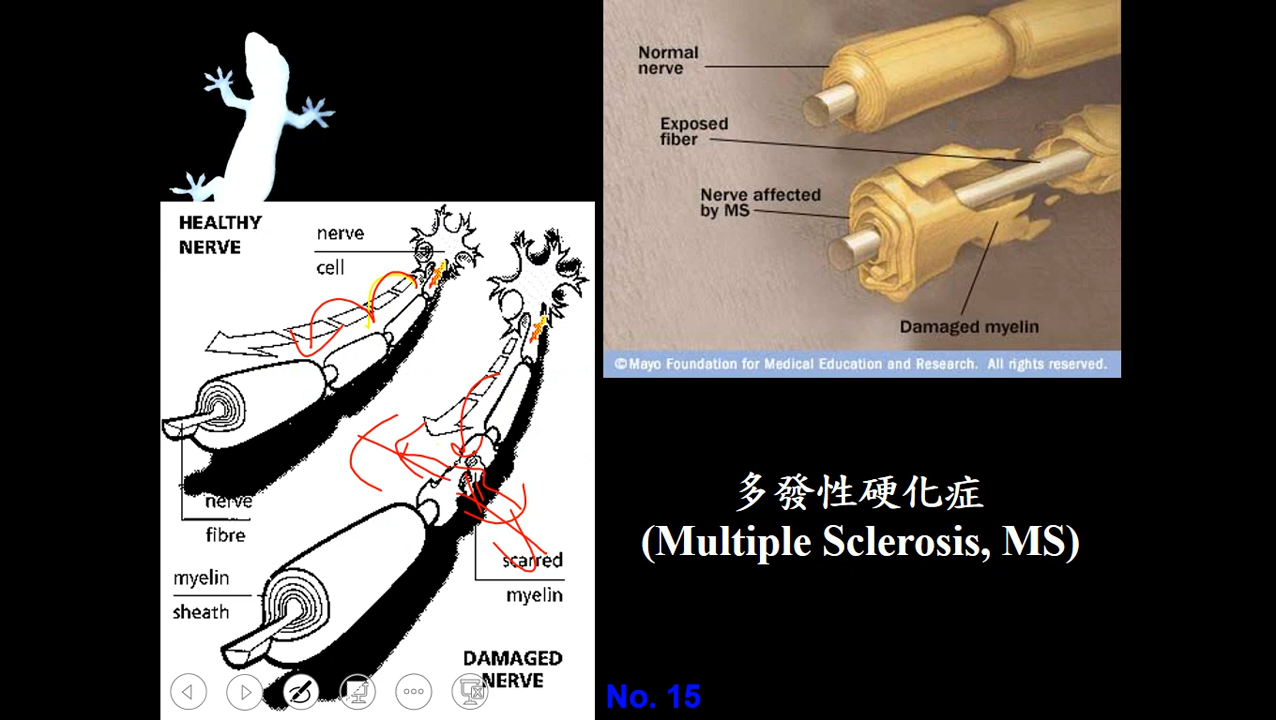 HEALTHY
NERVE
nerve
cell
nerve
fibre
myelin
sheath
scarred
myelin
DAMAGED
NERVE
Normal
nerve
Exposed
fiber
Nerve affected
by MS
Damaged myelin
©Mayo Foundation for Medical Education and Research. All rights reserved.
多發性硬化症
(Multiple Sclerosis, MS)
No. 15